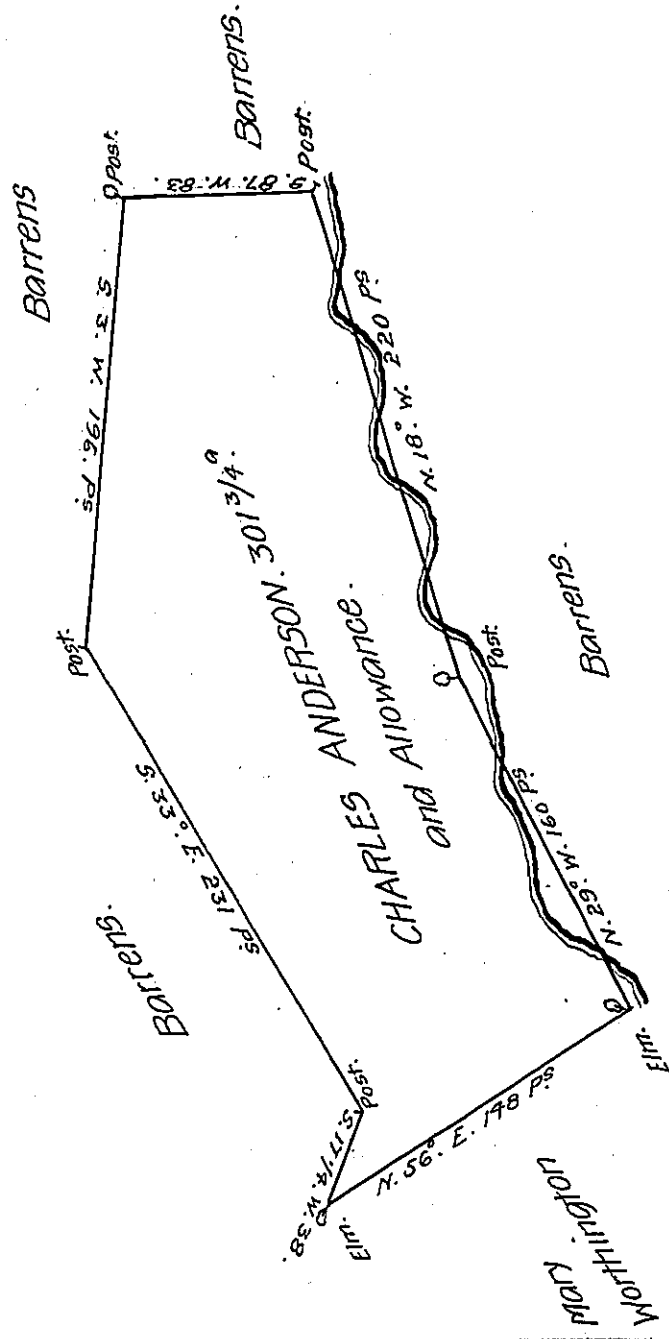 Barrens
Post.
Barrens.
S. 87. W. 83.
Post.
S. 3. W. 196. Ps
Post.
N. 18° W. 220 Ps
CHARLES ANDERSON. 301 3/4 a
and Allowance.
Post.
Barrens.
S. 33° E. 132 Ps
Barrens.
N. 29° W. 160 Ps
Post.
S. 17 1/4. W. 38.
Elm.
N. 56° E. 148 Ps
Elm.
Mary
Worthington